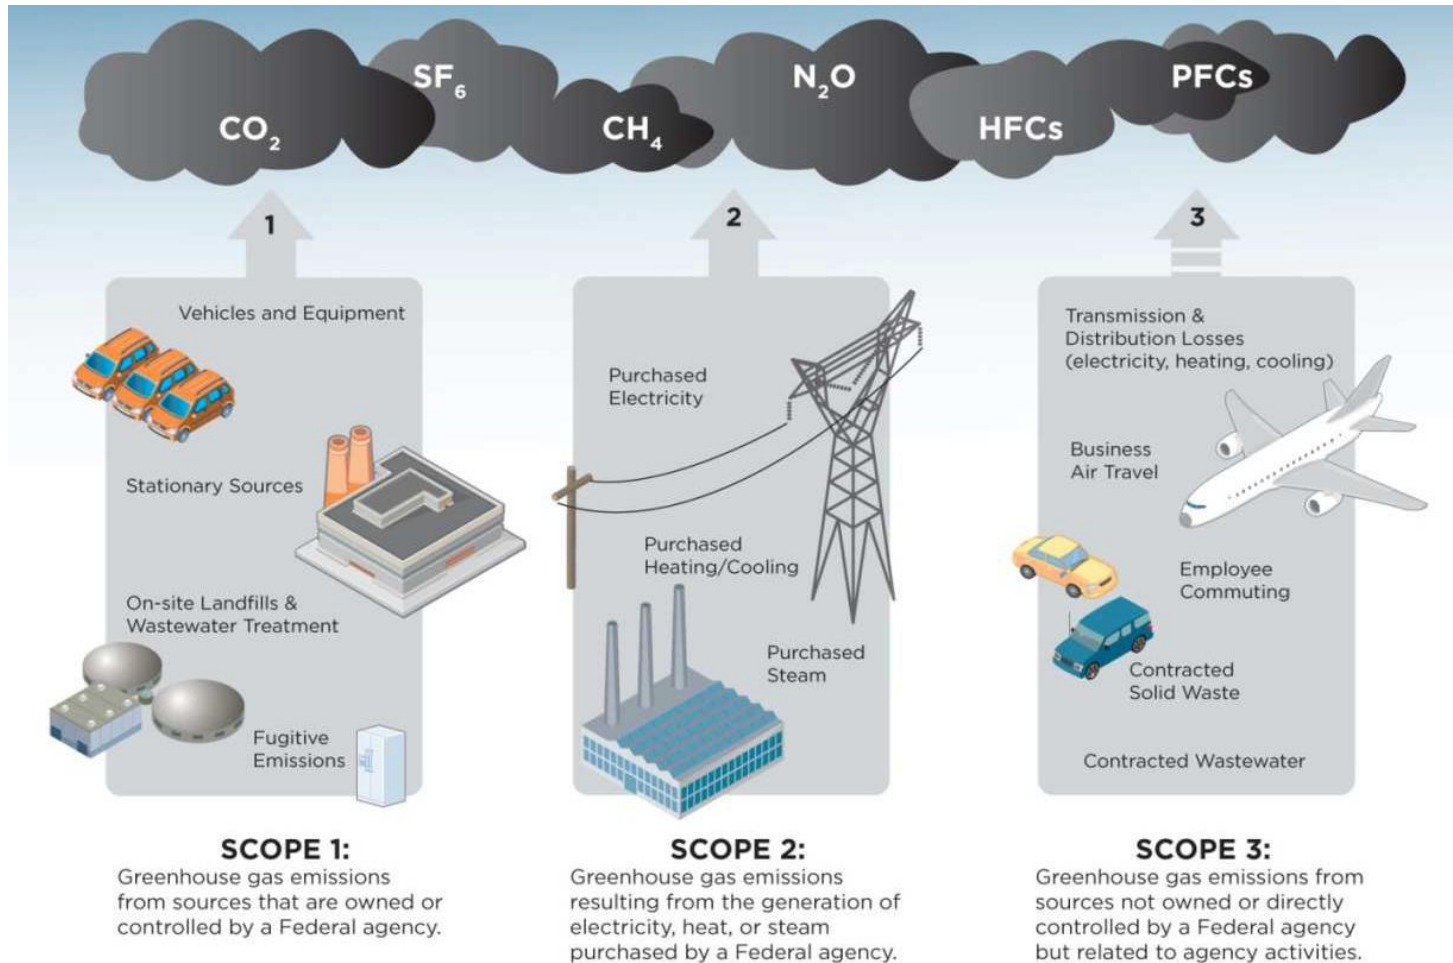 SF6
N2O
PFCs
CO2
CH4
HFCs
1
2
3
Vehicles and Equipment
Stationary Sources
On-site Landfills &
Wastewater Treatment
Fugitive
Emissions
Purchased
Electricity
Purchased
Heating/Cooling
Purchased
Steam
Transmission &
Distribution Losses
(electricity, heating, cooling)
Business
Air Travel
Employee
Commuting
Contracted
Solid Waste
Contracted Wastewater
SCOPE 1:
Greenhouse gas emissions
from sources that are owned or
controlled by a Federal agency.
SCOPE 2:
Greenhouse gas emissions
resulting from the generation of
electricity, heat, or steam
purchased by a Federal agency.
SCOPE 3:
Greenhouse gas emissions from
sources not owned or directly
controlled by a Federal agency
but related to agency activities.